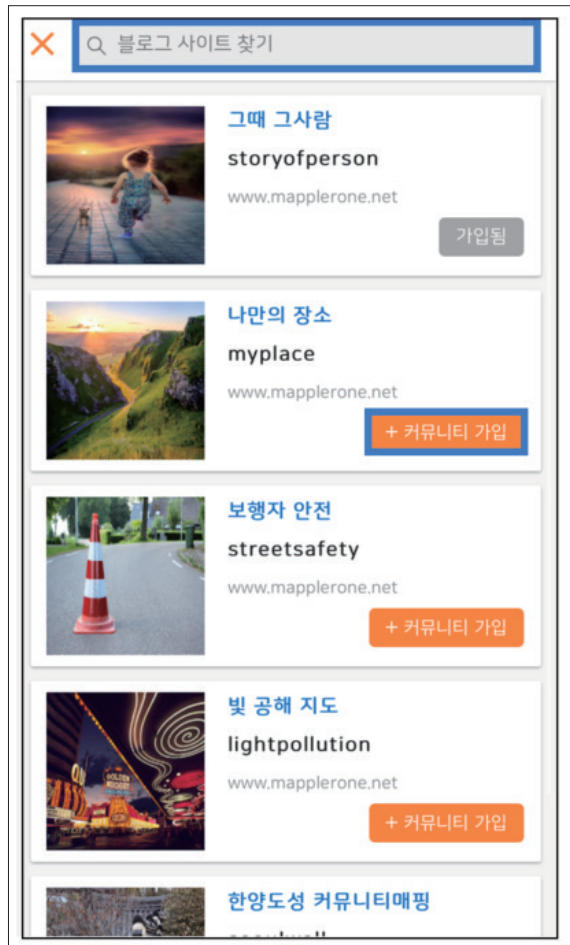 블로그 사이트 찾기
그때 그사람
storyofperson
www.mapplerone.net
가입됨
나만의 장소
myplace
www.mapplerone.net
+ 커뮤니티 가입
보행자 안전
streetsafety
www.mapplerone.net
+ 커뮤니티 가입
빛 공해 지도
lightpollution
www.mapplerone.net
+ 커뮤니티 가입
GOLDEN
NUGGET
한양도성 커뮤니티매핑